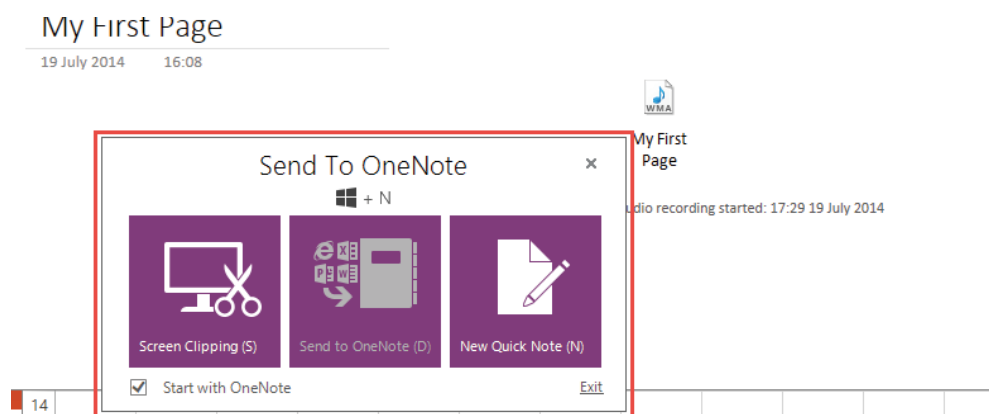 My First Page
19 July 2014 16:08
WMA
My First
Page
Send To OneNote
+ N
udio recording started: 17:29 19 July 2014
Screen Clipping (S)
Send to OneNote (D)
New Quick Note (N)
Start with OneNote
Exit
14